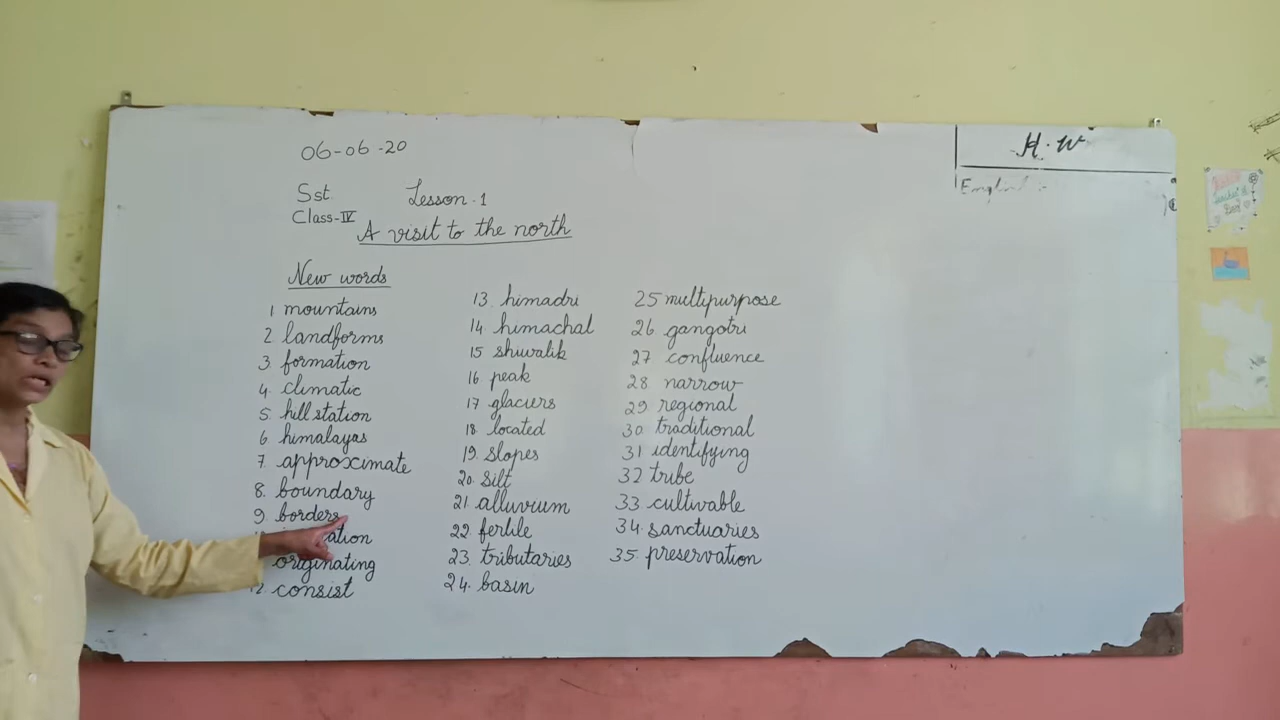 06-06-20
Sst.
Lesson-1
Class-IV
A visit to the north
New words
1 mountains
2. landforms
3. formation
4. climatic
5. hill station
6. himalayas
7. approximate
8. boundary
9 borders
originating
12. consist
13. himadri
14. himachal
15 shiwalik
16. peak
17 glaciers
18. located
19. slopes
20. silt
21. alluvium
22. fertile
23. tributaries
24. basin
25 multipurpose
26. gangotri
27. confluence
28. narrow
29 regional
30. traditional
31 identifying
32 tribe
33. cultivable
34. sanctuaries
35. preservation
H.W
English :